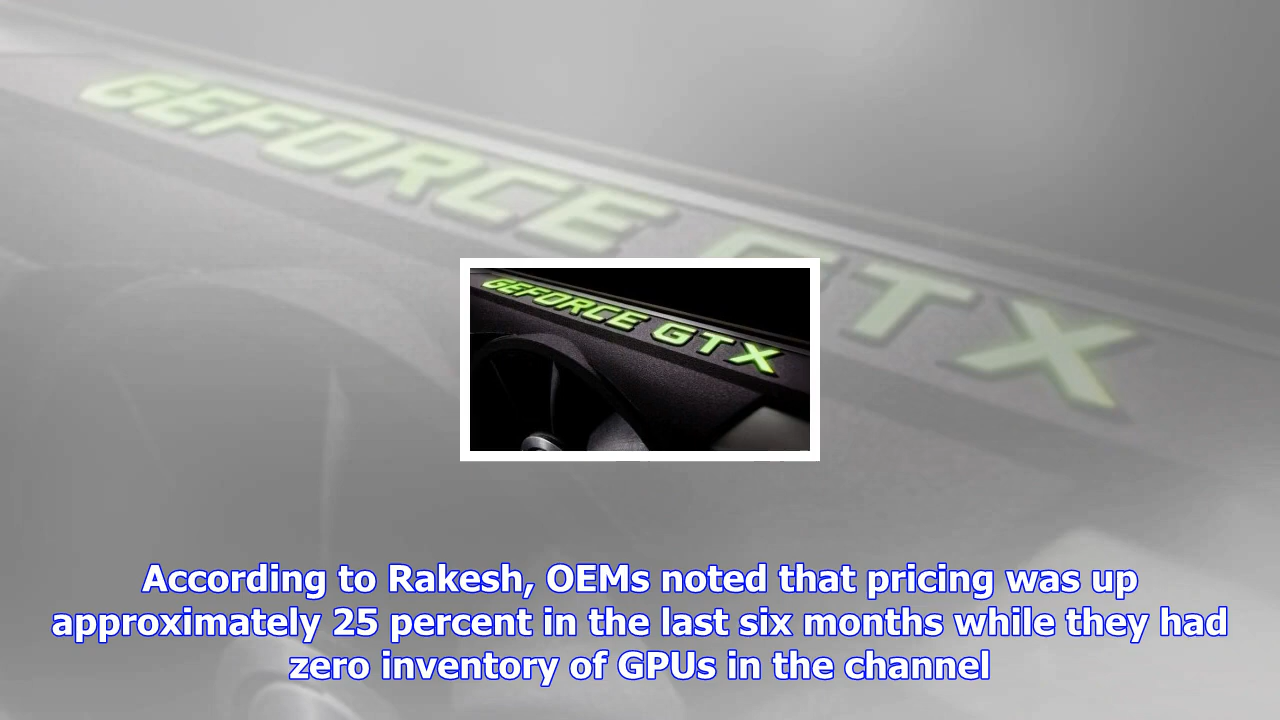 GEFORCE GTX
GEFORCE GTX
According to Rakesh, OEMs noted that pricing was up
approximately 25 percent in the last six months while they had
zero inventory of GPUs in the channel